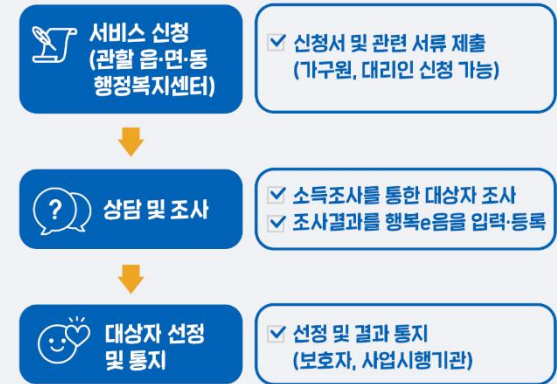 서비스 신청
(관할 읍·면·동
행정복지센터)
신청서 및 관련 서류 제출
(가구원, 대리인 신청 가능)
?
상담 및 조사
소득조사를 통한 대상자 조사
조사결과를 행복e음을 입력·등록
대상자 선정
및 통지
선정 및 결과 통지
(보호자, 사업시행기관)